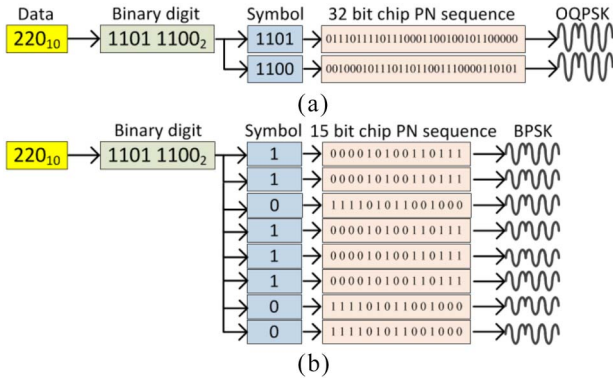 Data Binary digit Symbol 32 bit chip PN sequence OQPSK
220₁₀ 1101 1100₂ 1101 01110111101110001100100101100000
1100 00100010111011011001110000110101
(a)
Binary digit Symbol 15 bit chip PN sequence BPSK
220₁₀ 1101 1100₂ 1 000010100110111
1 000010100110111
0 111101011001000
1 000010100110111
1 000010100110111
1 000010100110111
0 111101011001000
0 111101011001000
(b)